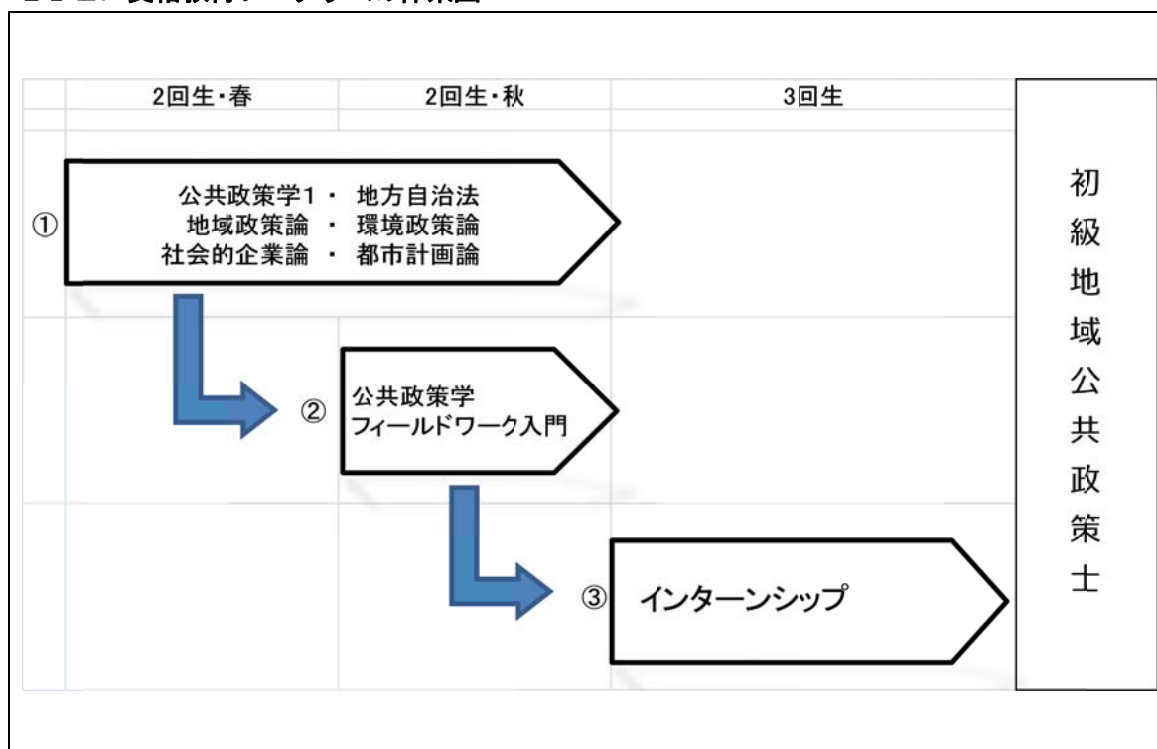 2回生・春
2回生・秋
3回生
①
公共政策学1 ・ 地方自治法
地域政策論 ・ 環境政策論
社会的企業論 ・ 都市計画論
②
公共政策学
フィールドワーク入門
③
インターンシップ
初級地域公共政策士